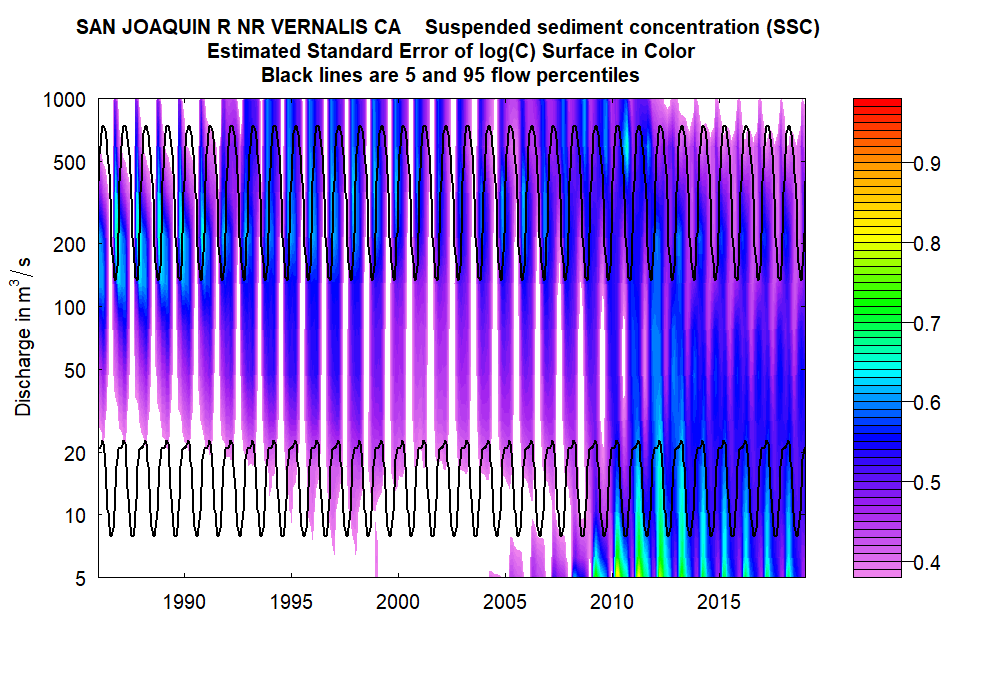 SAN JOAQUIN R NR VERNALIS CA Suspended sediment concentration (SSC)
Estimated Standard Error of log(C) Surface in Color
Black lines are 5 and 95 flow percentiles
Discharge in m³/s
1000
500
200
100
50
20
10
5
1990 1995 2000 2005 2010 2015
0.9
0.8
0.7
0.6
0.5
0.4